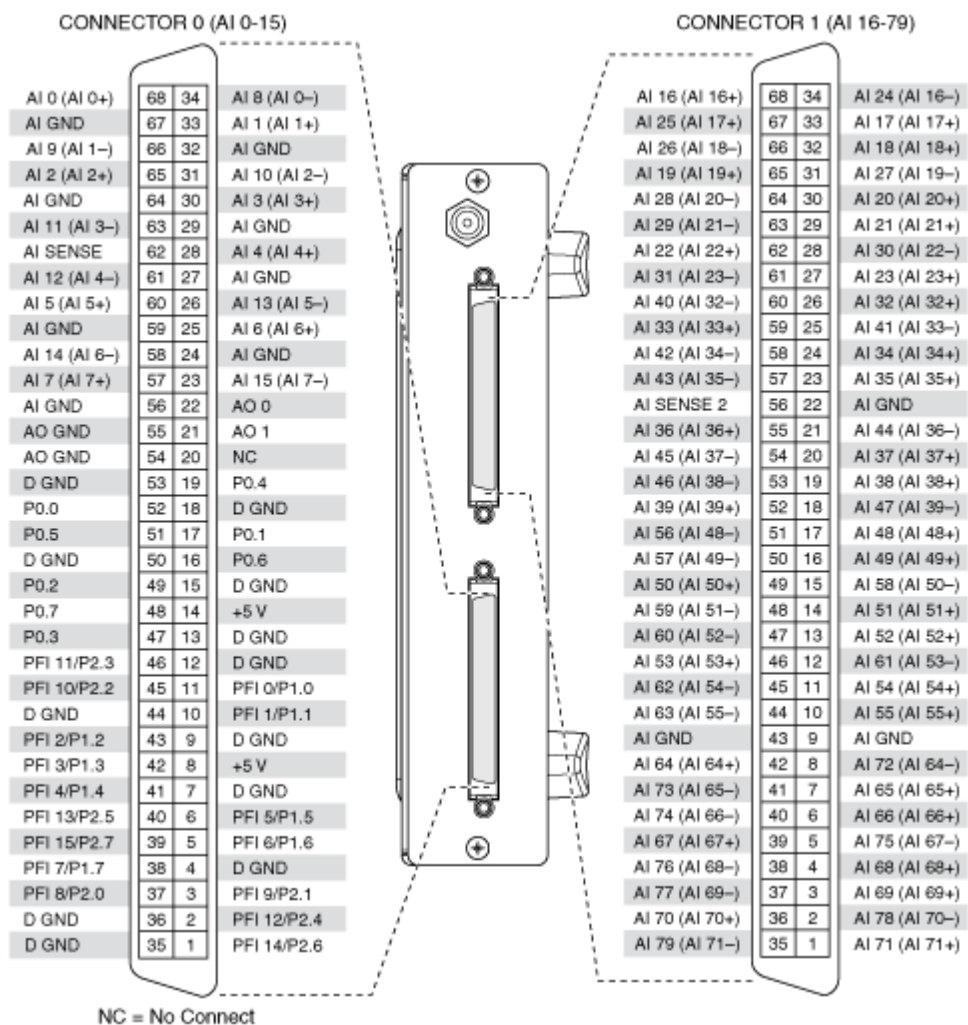 CONNECTOR 0 (AI 0-15)
AI 0 (AI 0+) 68 34 AI 8 (AI 0–)
AI GND 67 33 AI 1 (AI 1+)
AI 9 (AI 1–) 66 32 AI GND
AI 2 (AI 2+) 65 31 AI 10 (AI 2–)
AI GND 64 30 AI 3 (AI 3+)
AI 11 (AI 3–) 63 29 AI GND
AI SENSE 62 28 AI 4 (AI 4+)
AI 12 (AI 4–) 61 27 AI GND
AI 5 (AI 5+) 60 26 AI 13 (AI 5–)
AI GND 59 25 AI 6 (AI 6+)
AI 14 (AI 6–) 58 24 AI GND
AI 7 (AI 7+) 57 23 AI 15 (AI 7–)
AI GND 56 22 AO 0
AO GND 55 21 AO 1
AO GND 54 20 NC
D GND 53 19 P0.4
P0.0 52 18 D GND
P0.5 51 17 P0.1
D GND 50 16 P0.6
P0.2 49 15 D GND
P0.7 48 14 +5 V
P0.3 47 13 D GND
PFI 11/P2.3 46 12 D GND
PFI 10/P2.2 45 11 PFI 0/P1.0
D GND 44 10 PFI 1/P1.1
PFI 2/P1.2 43 9 D GND
PFI 3/P1.3 42 8 +5 V
PFI 4/P1.4 41 7 D GND
PFI 13/P2.5 40 6 PFI 5/P1.5
PFI 15/P2.7 39 5 PFI 6/P1.6
PFI 7/P1.7 38 4 D GND
PFI 8/P2.0 37 3 PFI 9/P2.1
D GND 36 2 PFI 12/P2.4
D GND 35 1 PFI 14/P2.6
NC = No Connect
CONNECTOR 1 (AI 16-79)
AI 16 (AI 16+) 68 34 AI 24 (AI 16–)
AI 25 (AI 17+) 67 33 AI 17 (AI 17+)
AI 26 (AI 18–) 66 32 AI 18 (AI 18+)
AI 19 (AI 19+) 65 31 AI 27 (AI 19–)
AI 28 (AI 20–) 64 30 AI 20 (AI 20+)
AI 29 (AI 21–) 63 29 AI 21 (AI 21+)
AI 22 (AI 22+) 62 28 AI 30 (AI 22–)
AI 31 (AI 23–) 61 27 AI 23 (AI 23+)
AI 40 (AI 32–) 60 26 AI 32 (AI 32+)
AI 33 (AI 33+) 59 25 AI 41 (AI 33–)
AI 42 (AI 34–) 58 24 AI 34 (AI 34+)
AI 43 (AI 35–) 57 23 AI 35 (AI 35+)
AI SENSE 2 56 22 AI GND
AI 36 (AI 36+) 55 21 AI 44 (AI 36–)
AI 45 (AI 37–) 54 20 AI 37 (AI 37+)
AI 46 (AI 38–) 53 19 AI 38 (AI 38+)
AI 39 (AI 39+) 52 18 AI 47 (AI 39–)
AI 56 (AI 48–) 51 17 AI 48 (AI 48+)
AI 57 (AI 49–) 50 16 AI 49 (AI 49+)
AI 50 (AI 50+) 49 15 AI 58 (AI 50–)
AI 59 (AI 51–) 48 14 AI 51 (AI 51+)
AI 60 (AI 52–) 47 13 AI 52 (AI 52+)
AI 53 (AI 53+) 46 12 AI 61 (AI 53–)
AI 62 (AI 54–) 45 11 AI 54 (AI 54+)
AI 63 (AI 55–) 44 10 AI 55 (AI 55+)
AI GND 43 9 AI GND
AI 64 (AI 64+) 42 8 AI 72 (AI 64–)
AI 73 (AI 65–) 41 7 AI 65 (AI 65+)
AI 74 (AI 66–) 40 6 AI 66 (AI 66+)
AI 67 (AI 67+) 39 5 AI 75 (AI 67–)
AI 76 (AI 68–) 38 4 AI 68 (AI 68+)
AI 77 (AI 69–) 37 3 AI 69 (AI 69+)
AI 70 (AI 70+) 36 2 AI 78 (AI 70–)
AI 79 (AI 71–) 35 1 AI 71 (AI 71+)